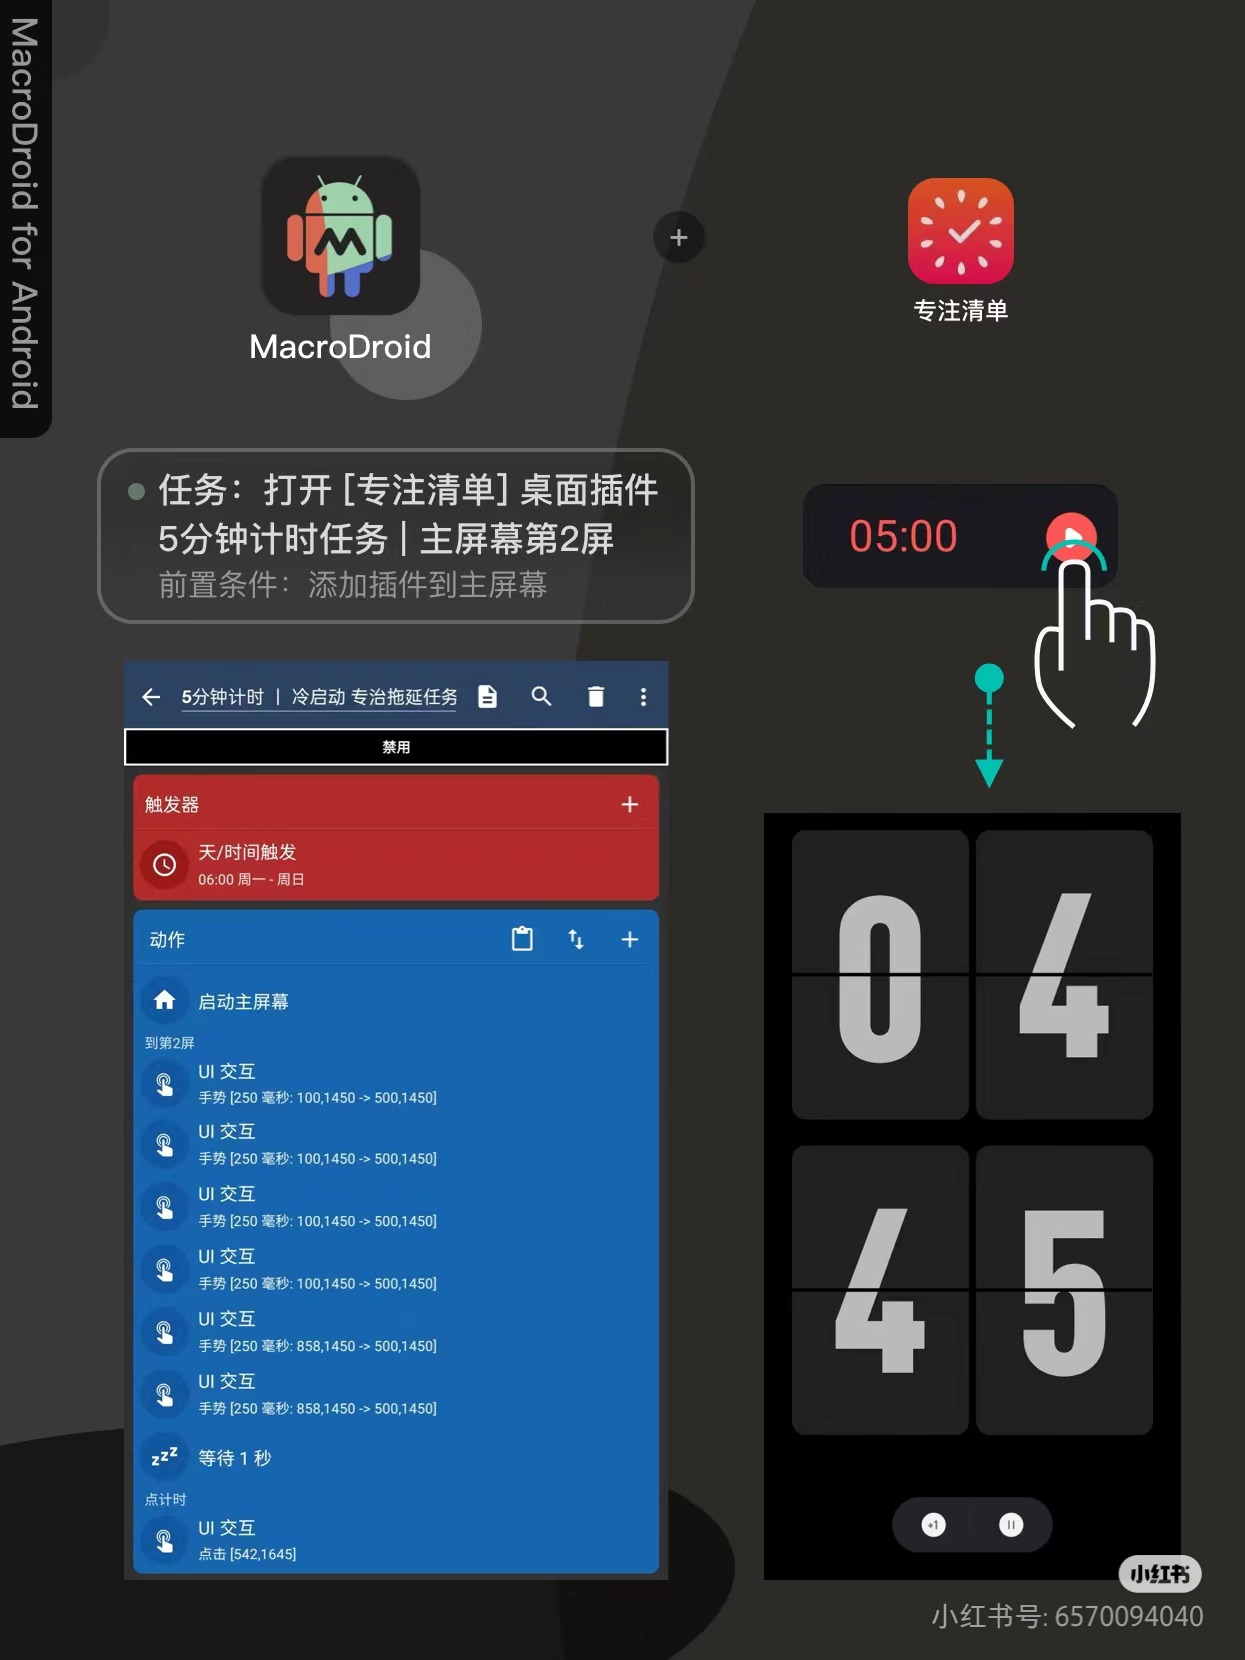 MacroDroid for Android
MacroDroid
+
专注清单
任务：打开 [专注清单] 桌面插件
5分钟计时任务 | 主屏幕第2屏
前置条件：添加插件到主屏幕
05:00
5分钟计时 | 冷启动 专治拖延任务
禁用
触发器
天/时间触发
06:00 周一 - 周日
动作
启动主屏幕
到第2屏
UI 交互
手势 [250 毫秒: 100,1450 -> 500,1450]
UI 交互
手势 [250 毫秒: 100,1450 -> 500,1450]
UI 交互
手势 [250 毫秒: 100,1450 -> 500,1450]
UI 交互
手势 [250 毫秒: 100,1450 -> 500,1450]
UI 交互
手势 [250 毫秒: 858,1450 -> 500,1450]
UI 交互
手势 [250 毫秒: 858,1450 -> 500,1450]
zzz
等待 1 秒
点计时
UI 交互
点击 [542,1645]
04
45
+1
小红书
小红书号: 6570094040